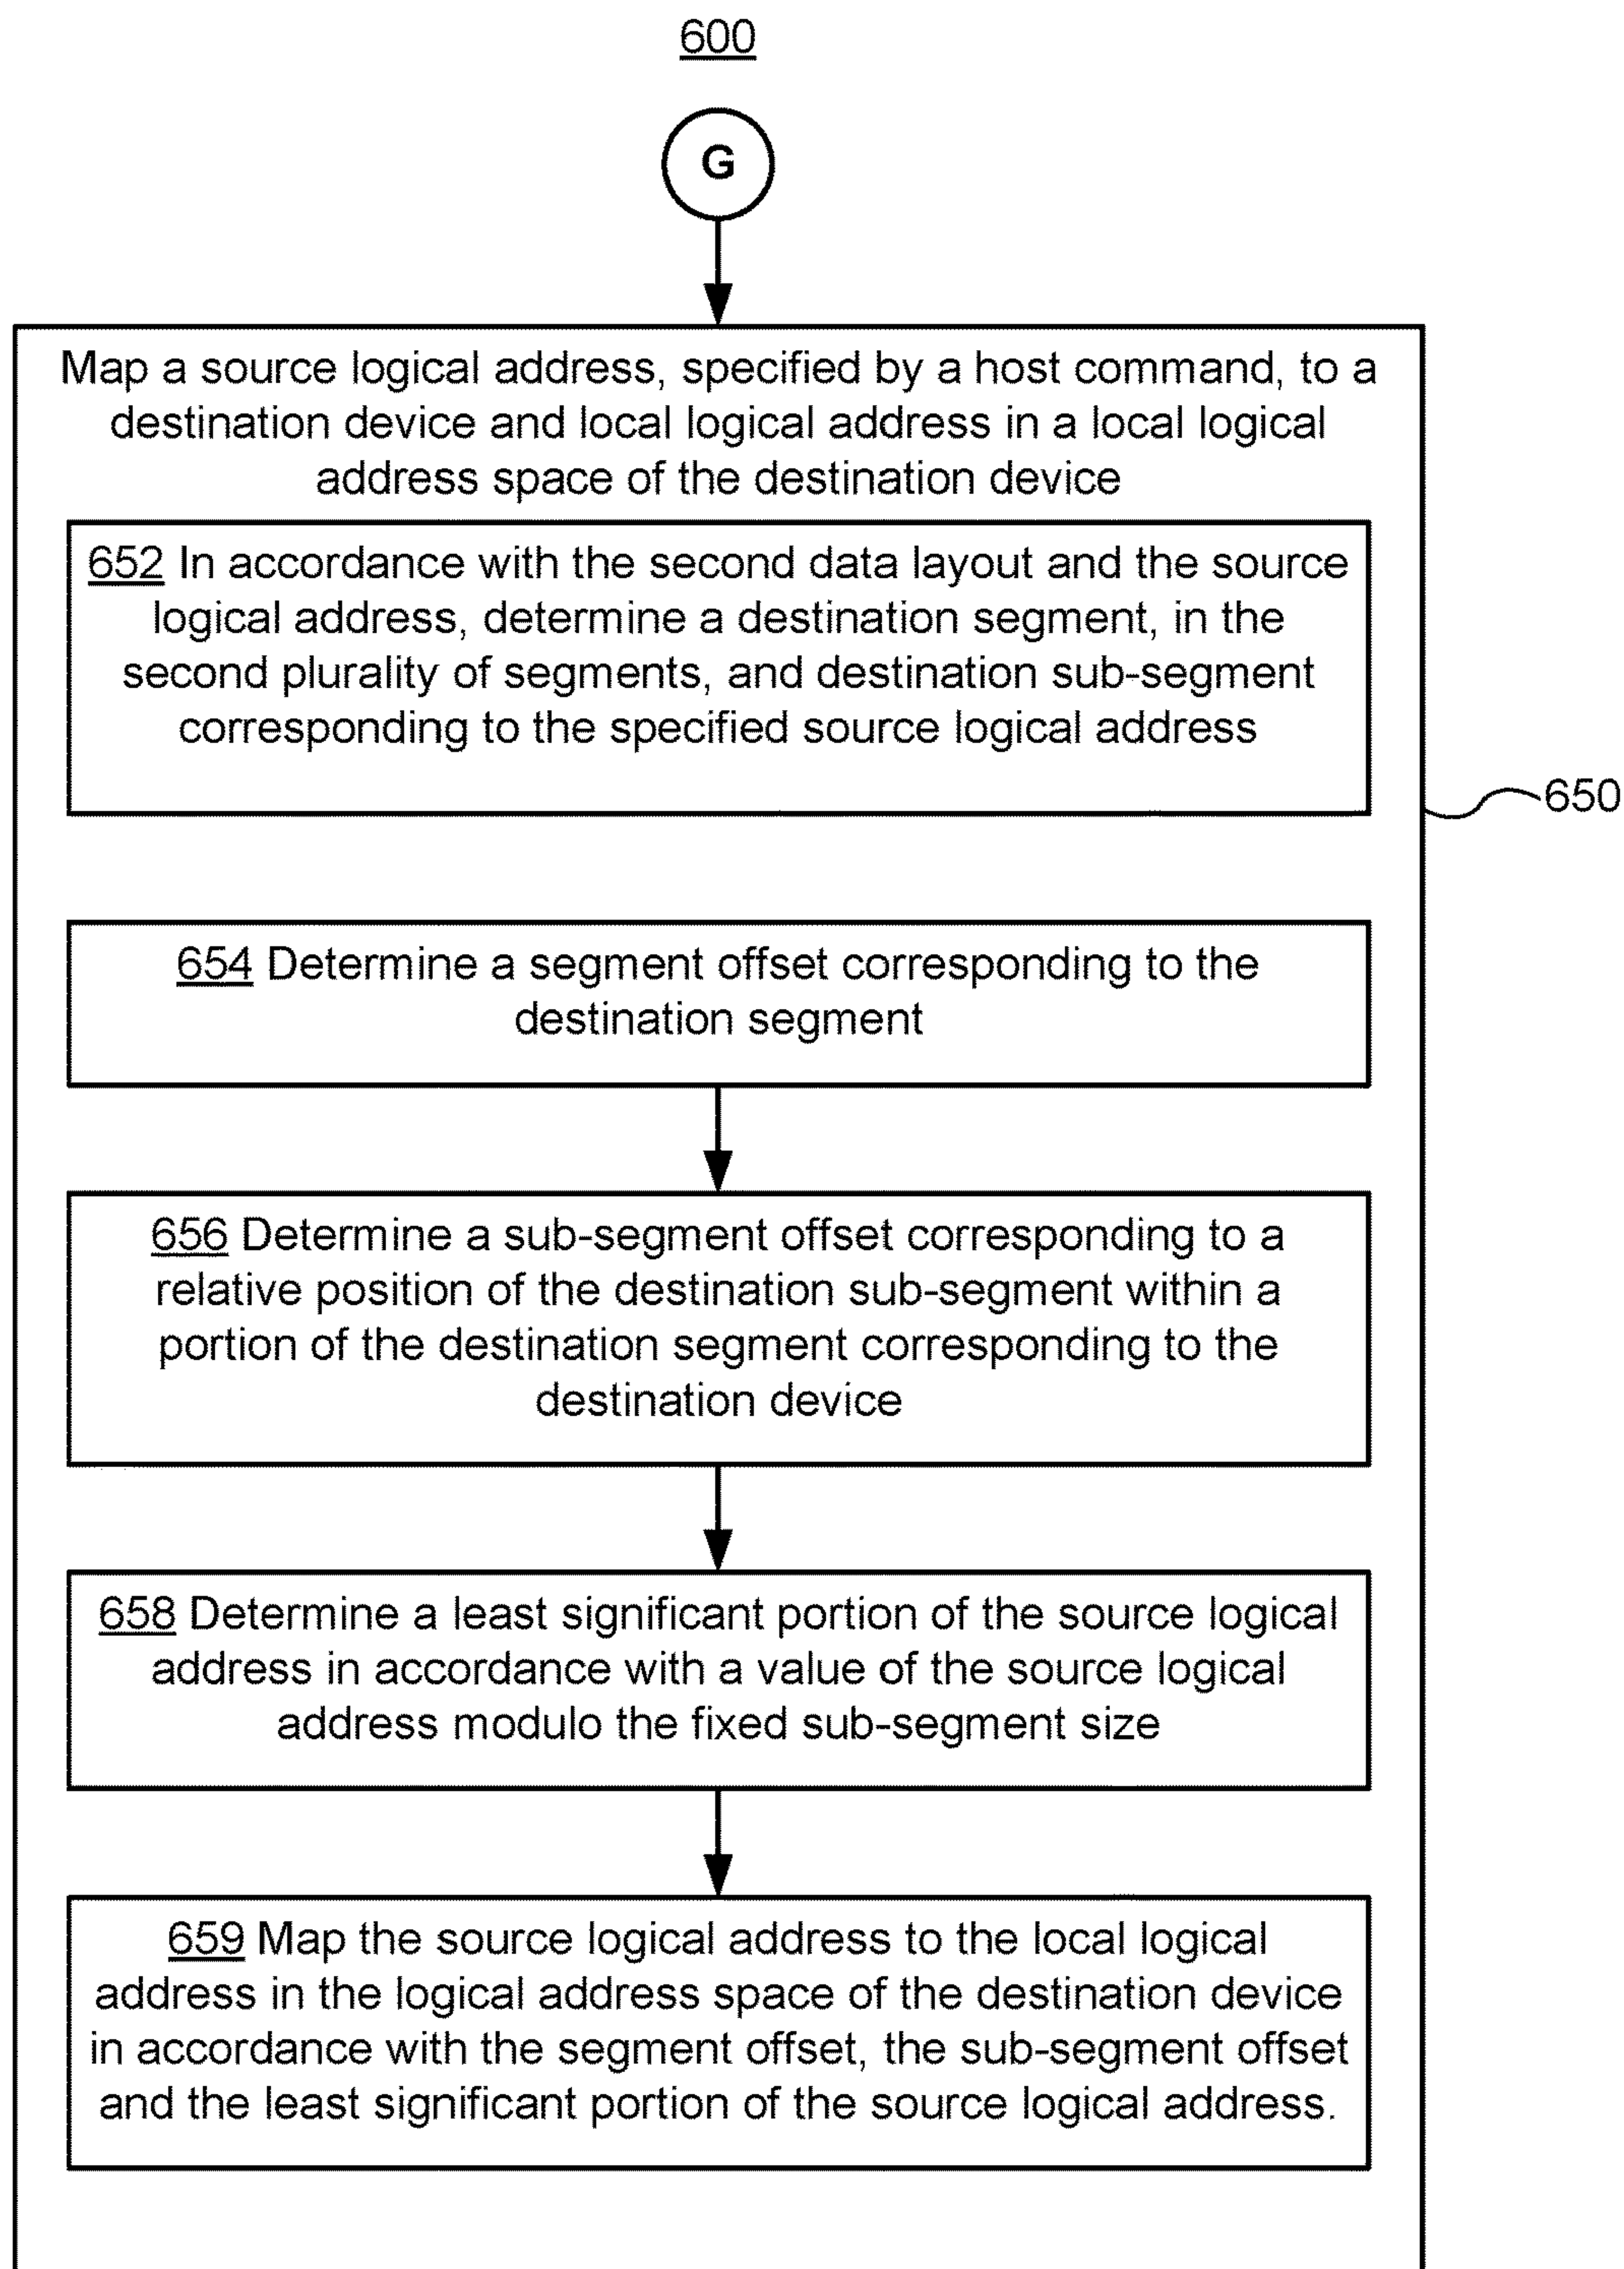 600
G
Map a source logical address, specified by a host command, to a
destination device and local logical address in a local logical
address space of the destination device
652 In accordance with the second data layout and the source
logical address, determine a destination segment, in the
second plurality of segments, and destination sub-segment
corresponding to the specified source logical address
650
654 Determine a segment offset corresponding to the
destination segment
656 Determine a sub-segment offset corresponding to a
relative position of the destination sub-segment within a
portion of the destination segment corresponding to the
destination device
658 Determine a least significant portion of the source logical
address in accordance with a value of the source logical
address modulo the fixed sub-segment size
659 Map the source logical address to the local logical
address in the logical address space of the destination device
in accordance with the segment offset, the sub-segment offset
and the least significant portion of the source logical address.